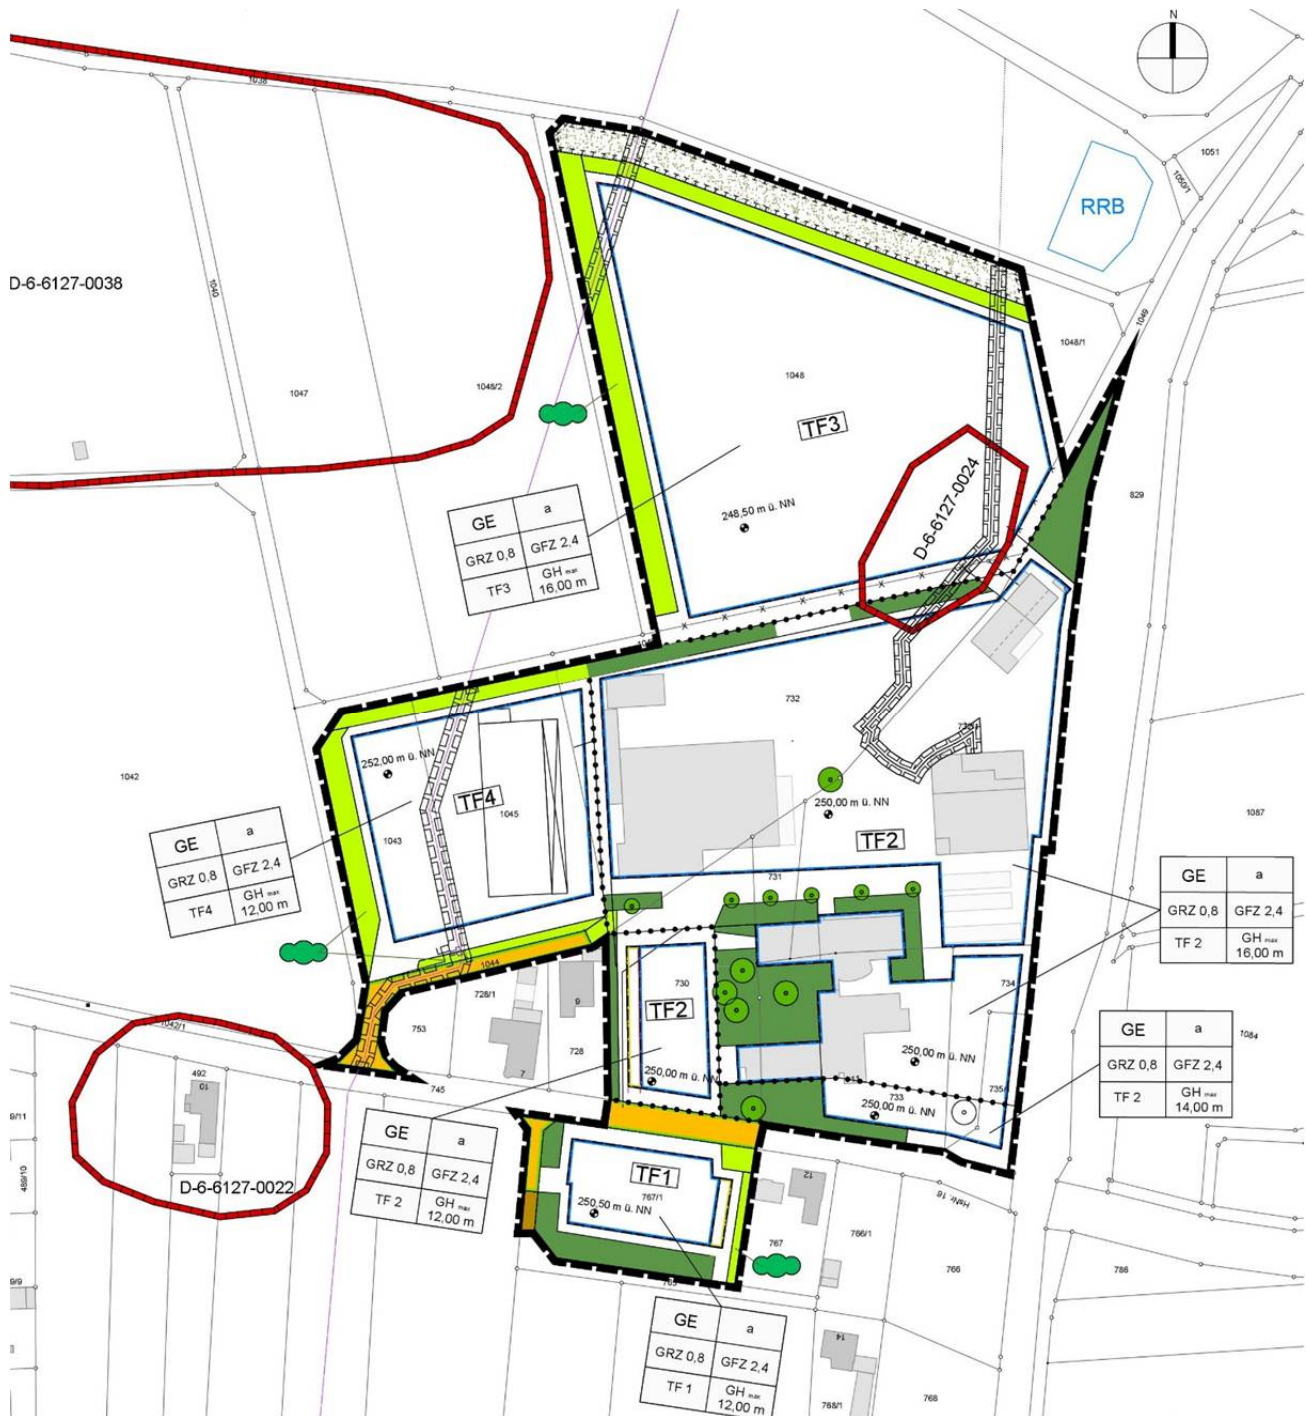 N
1038
1051
1050/1
RRB
D-6-6127-0038
1040
1049
1048/1
1047
1048/2
1048
TF3
829
D-6-6127-0024
248,50 m ü. NN
GE a
GRZ 0,8 GFZ 2,4
TF3 GH max
16,00 m
732
252,00 m ü. NN
1042
TF4
1045
1043
250,00 m ü. NN
TF2
1087
GE a
GRZ 0,8 GFZ 2,4
TF4 GH max
12,00 m
731
GE a
GRZ 0,8 GFZ 2,4
TF 2 GH max
16,00 m
1044
728/1
9
730
734
TF2
753
728
1042/1
GE a
GRZ 0,8 GFZ 2,4
TF 2 GH max
14,00 m
1084
492
10
7
745
250,00 m ü. NN
250,00 m ü. NN
733
250,00 m ü. NN
GE a
GRZ 0,8 GFZ 2,4
TF 2 GH max
12,00 m
489/10
D-6-6127-0022
TF1
767/1
250,50 m ü. NN
12
HsNr. 16
767
766/1
766
786
765
GE a
GRZ 0,8 GFZ 2,4
TF 1 GH max
12,00 m
14
768/1
768